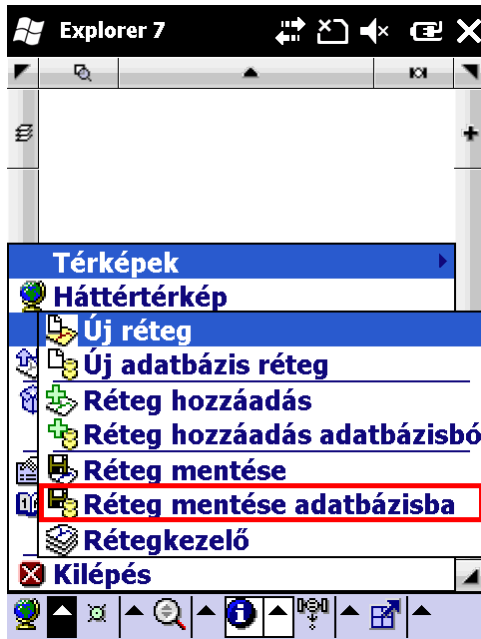 Explorer 7
Térképek
Háttértérkép
Új réteg
Új adatbázis réteg
Réteg hozzáadás
Réteg hozzáadás adatbázisbó
Réteg mentése
Réteg mentése adatbázisba
Rétegkezelő
Kilépés